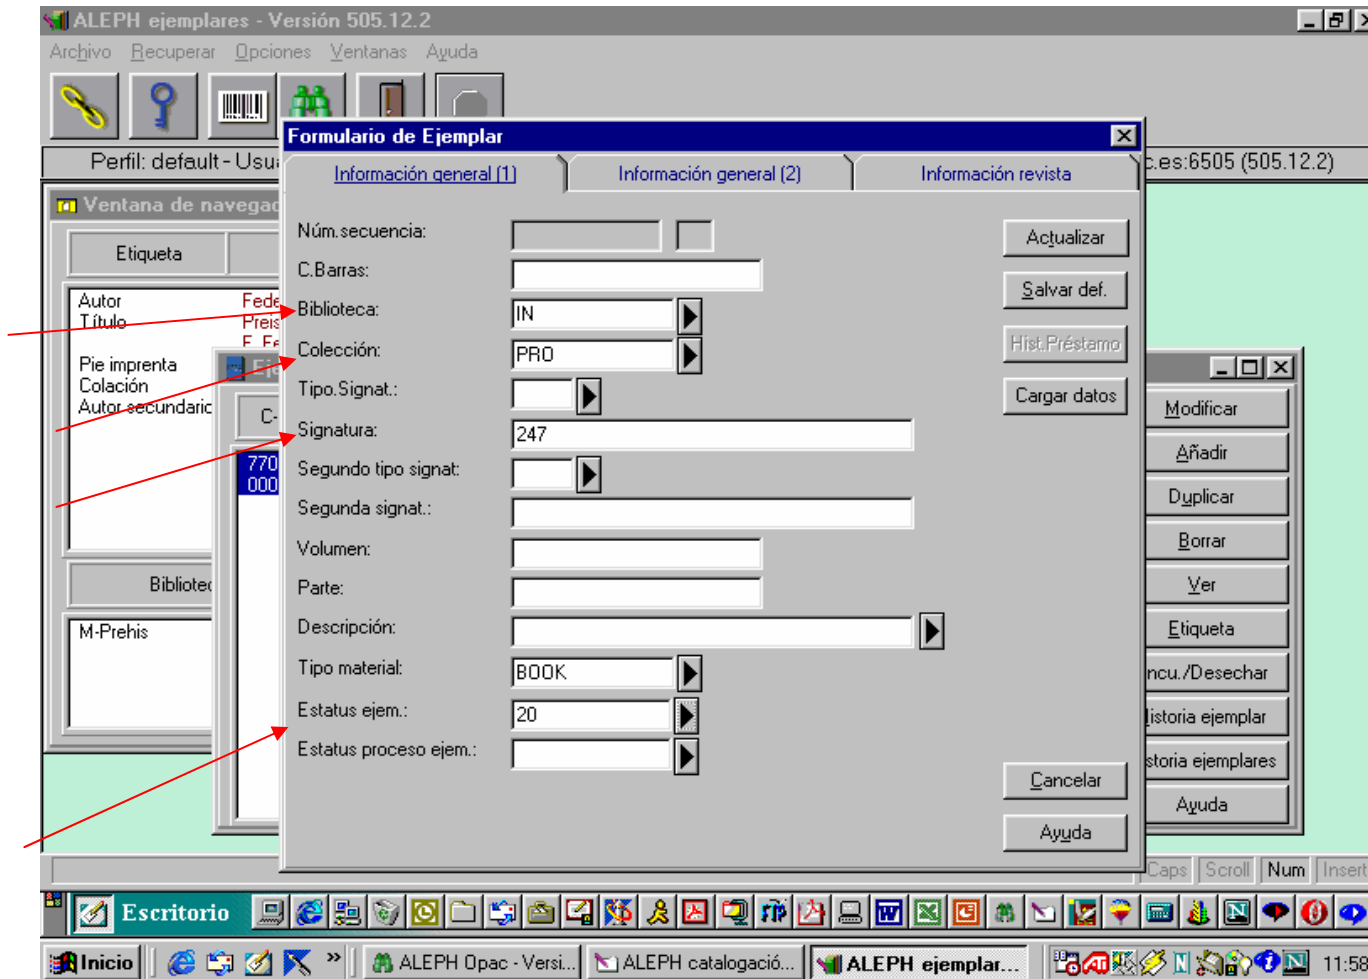 ALEPH ejemplares - Versión 505.12.2
Archivo Recuperar Opciones Ventanas Ayuda
Formulario de Ejemplar
Perfil: default - Usu
c.es:6505 (505.12.2)
Información general (1) Información general (2) Información revista
Ventana de navegac
Etiqueta
Autor Fede
Título Preis
Pie imprenta
Colación
Autor secundario
C-
770
000
Bibliotec
M-Prehis
Núm.secuencia:
C.Barras:
Biblioteca: IN
Colección: PRO
Tipo.Signat.:
Signatura: 247
Segundo tipo signat:
Segunda signat.:
Volumen:
Parte:
Descripción:
Tipo material: BOOK
Estatus ejem.: 20
Estatus proceso ejem.:
Actualizar
Salvar def.
Hist.Préstamo
Cargar datos
Cancelar
Ayuda
Modificar
Añadir
Duplicar
Borrar
Ver
Etiqueta
ncu./Desechar
istoria ejemplar
storia ejemplares
Ayuda
Caps Scroll Num Insert
Escritorio
Inicio » ALEPH Opac - Versi... ALEPH catalogació... ALEPH ejemplar... 11:58